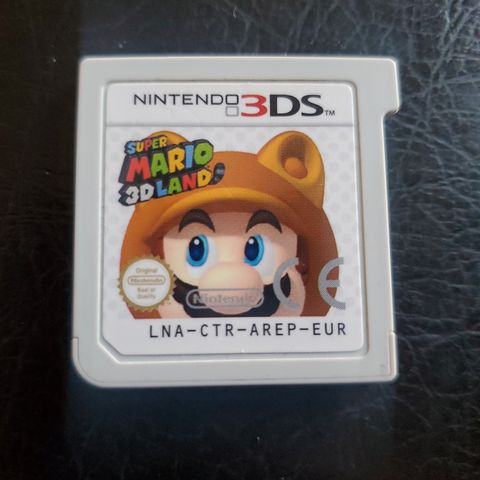 NINTENDO 3DS™
SUPER
MARIO
3D LAND
Original
Nintendo
Seal of
Quality
Nintendo
CE
LNA-CTR-AREP-EUR